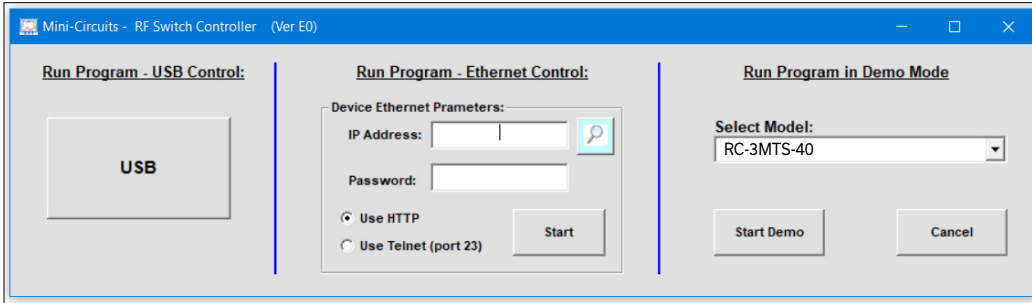 Mini-Circuits - RF Switch Controller (Ver E0)
Run Program - USB Control:
USB
Run Program - Ethernet Control:
Device Ethernet Prameters:
IP Address:
Password:
Use HTTP
Use Telnet (port 23)
Start
Run Program in Demo Mode
Select Model:
RC-3MTS-40
Start Demo
Cancel